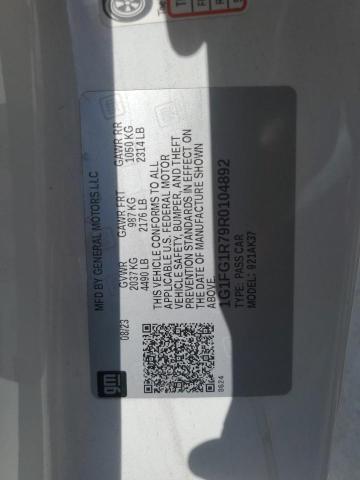 MFD BY GENERAL MOTORS LLC
08/23
GVWR
2037 KG
4490 LB
GAWR FRT
987 KG
2176 LB
GAWR RR
1050 KG
2314 LB
THIS VEHICLE CONFORMS TO ALL
APPLICABLE U.S. FEDERAL MOTOR
VEHICLE SAFETY, BUMPER, AND THEFT
PREVENTION STANDARDS IN EFFECT ON
THE DATE OF MANUFACTURE SHOWN
ABOVE
1G1FG1R79R0104892
TYPE: PASS CAR
MODEL: 9214K37
gm
8624